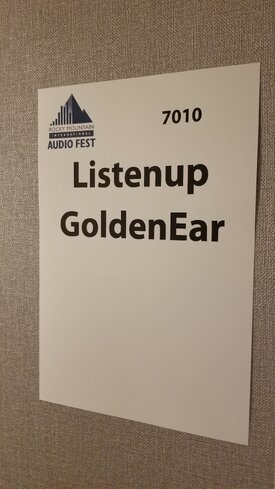 ROCKY MOUNTAIN
INTERNATIONAL
AUDIO FEST
7010
Listenup
GoldenEar